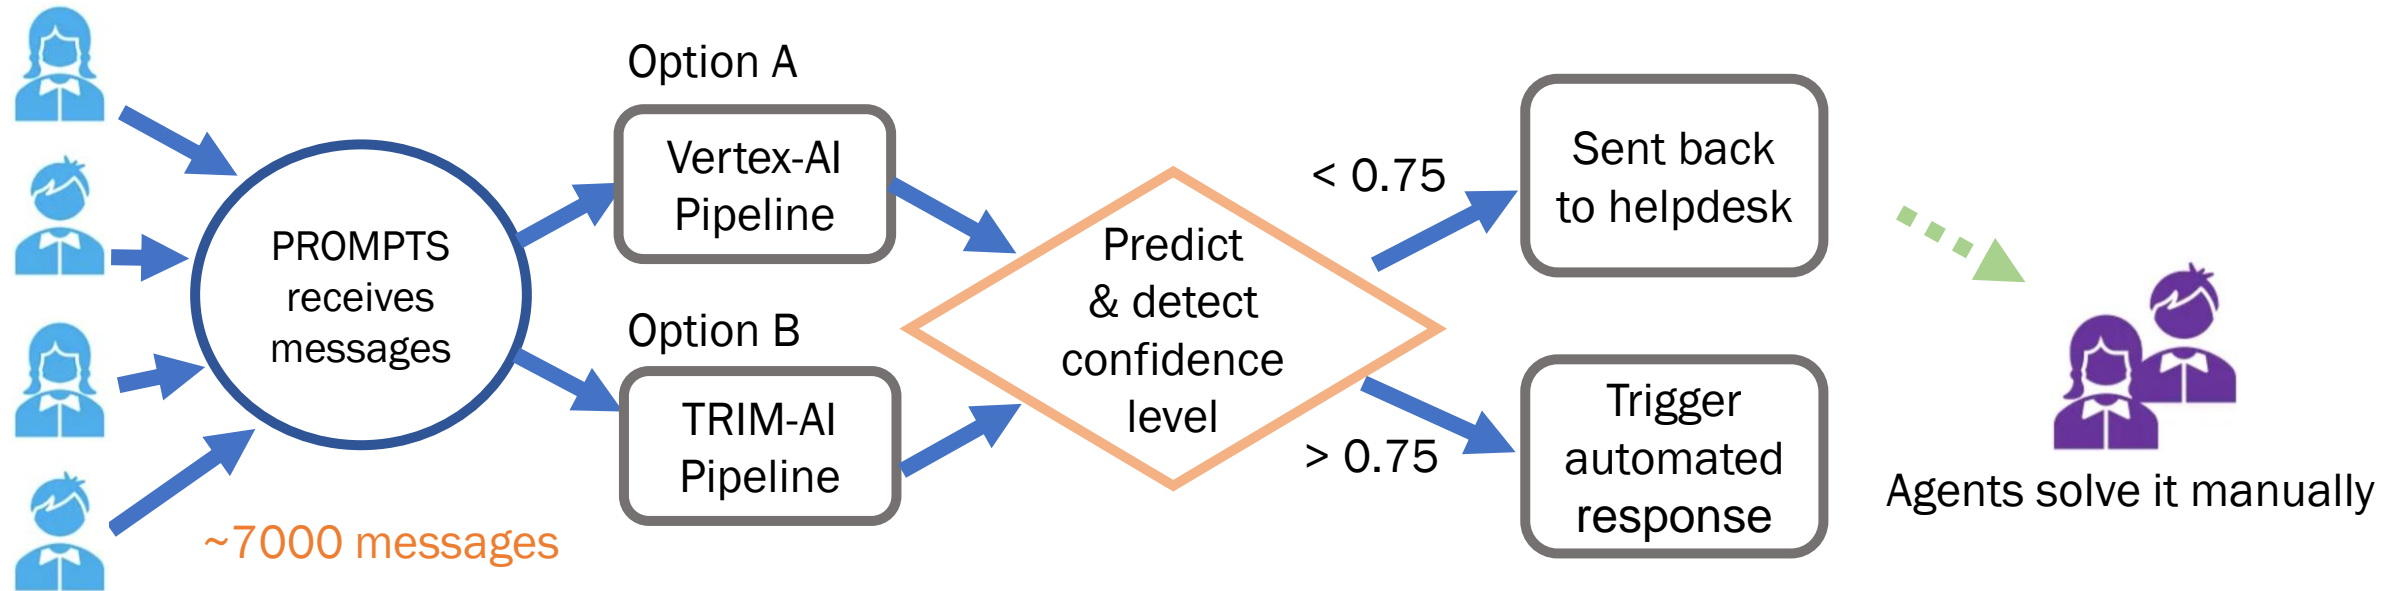 PROMPTS
receives
messages
~7000 messages
Option A
Vertex-AI
Pipeline
Option B
TRIM-AI
Pipeline
Predict
& detect
confidence
level
< 0.75
> 0.75
Sent back
to helpdesk
Trigger
automated
response
Agents solve it manually